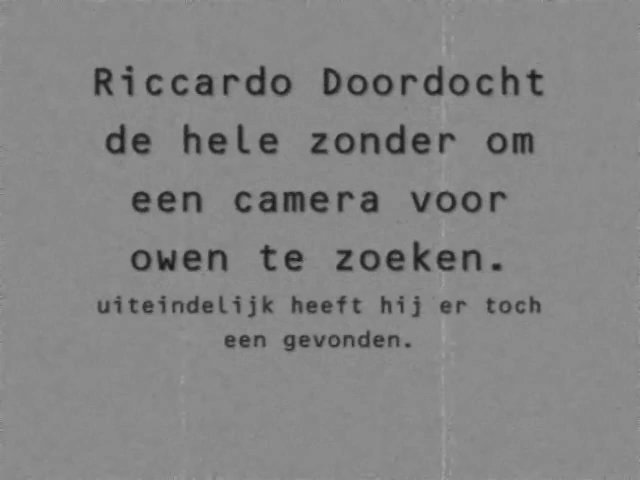 Riccardo Doordocht
de hele zonder om
een camera voor
owen te zoeken.
uiteindelijk heeft hij er toch
een gevonden.